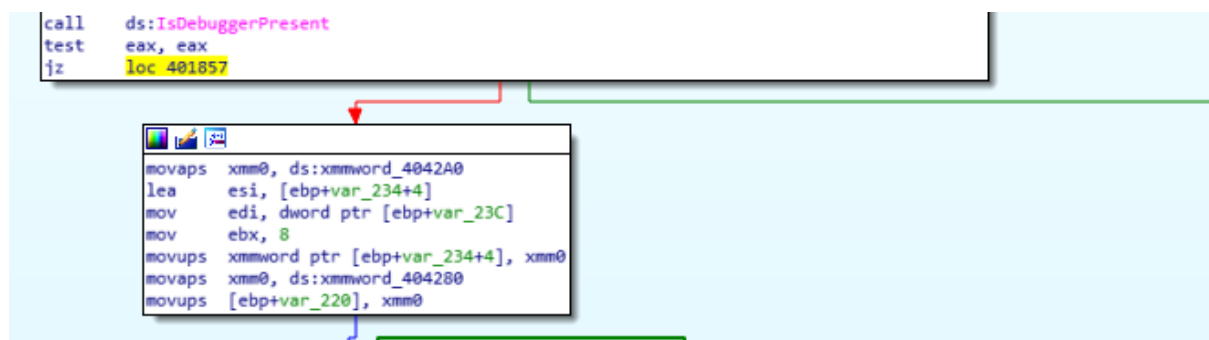 call ds:IsDebuggerPresent
test eax, eax
jz loc_401857
movaps xmm0, ds:xmmword_4042A0
lea esi, [ebp+var_234+4]
mov edi, dword ptr [ebp+var_23C]
mov ebx, 8
movups xmmword ptr [ebp+var_234+4], xmm0
movaps xmm0, ds:xmmword_404280
movups [ebp+var_220], xmm0